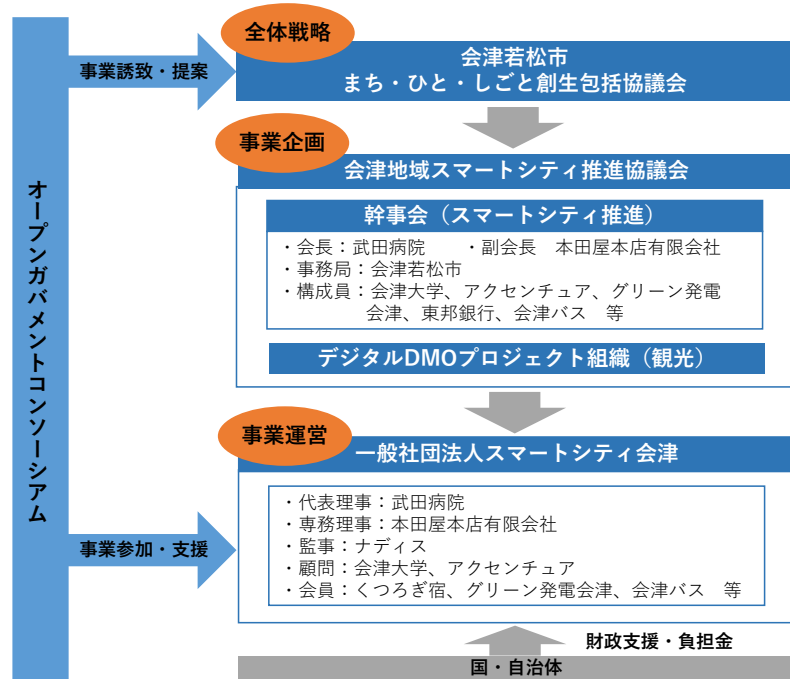 全体戦略
事業誘致・提案
会津若松市
まち・ひと・しごと創生包括協議会
事業企画
会津地域スマートシティ推進協議会
幹事会（スマートシティ推進）
・会長：武田病院　　・副会長　本田屋本店有限会社
・事務局：会津若松市
・構成員：会津大学、アクセンチュア、グリーン発電
会津、東邦銀行、会津バス　等
デジタルDMOプロジェクト組織（観光）
オープンガバメントコンソーシアム
事業運営
一般社団法人スマートシティ会津
・代表理事：武田病院
・専務理事：本田屋本店有限会社
・監事：ナディス
・顧問：会津大学、アクセンチュア
・会員：くつろぎ宿、グリーン発電会津、会津バス　等
事業参加・支援
財政支援・負担金
国・自治体